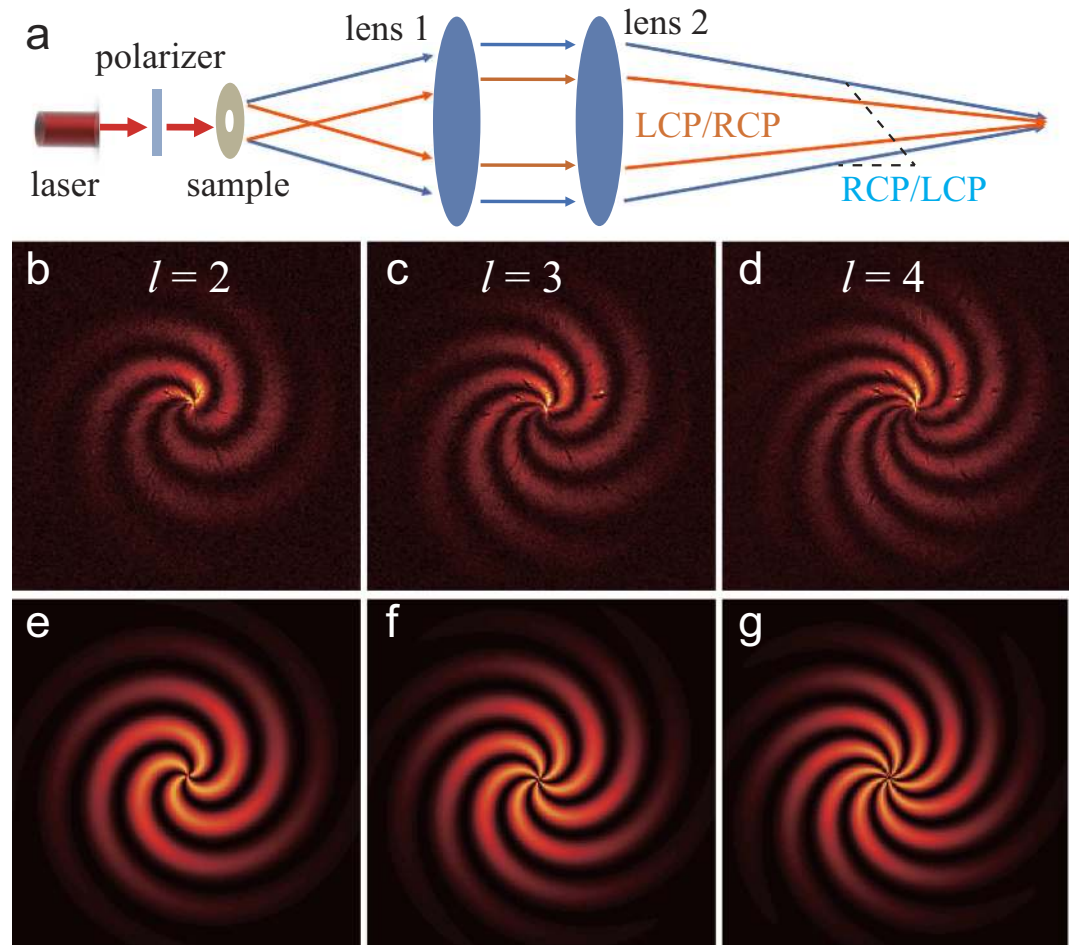 a
lens 1
lens 2
polarizer
LCP/RCP
laser
sample
RCP/LCP
b
l = 2
c
l = 3
d
l = 4
e
f
g